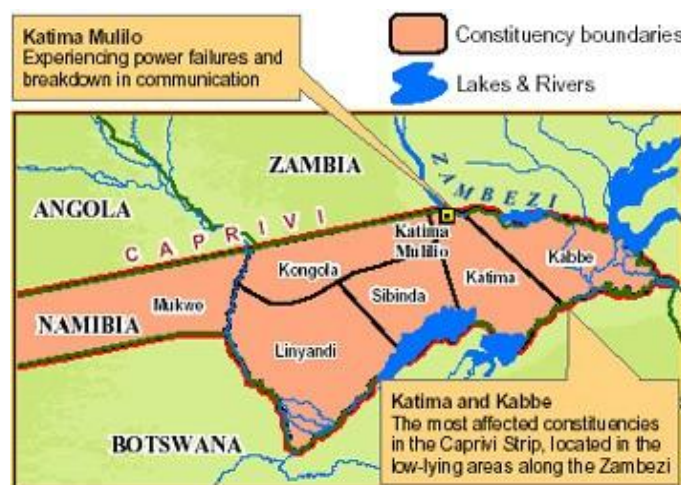 Katima Mulilo
Experiencing power failures and
breakdown in communication
Constituency boundaries
Lakes & Rivers
ZAMBIA
ZAMBEZI
ANGOLA
CAPRIVI
Katima
Mulilio
Kabbe
Kongola
Katima
Sibinda
Mukwe
NAMIBIA
Linyandi
BOTSWANA
Katima and Kabbe
The most affected constituencies
in the Caprivi Strip, located in the
low-lying areas along the Zambezi